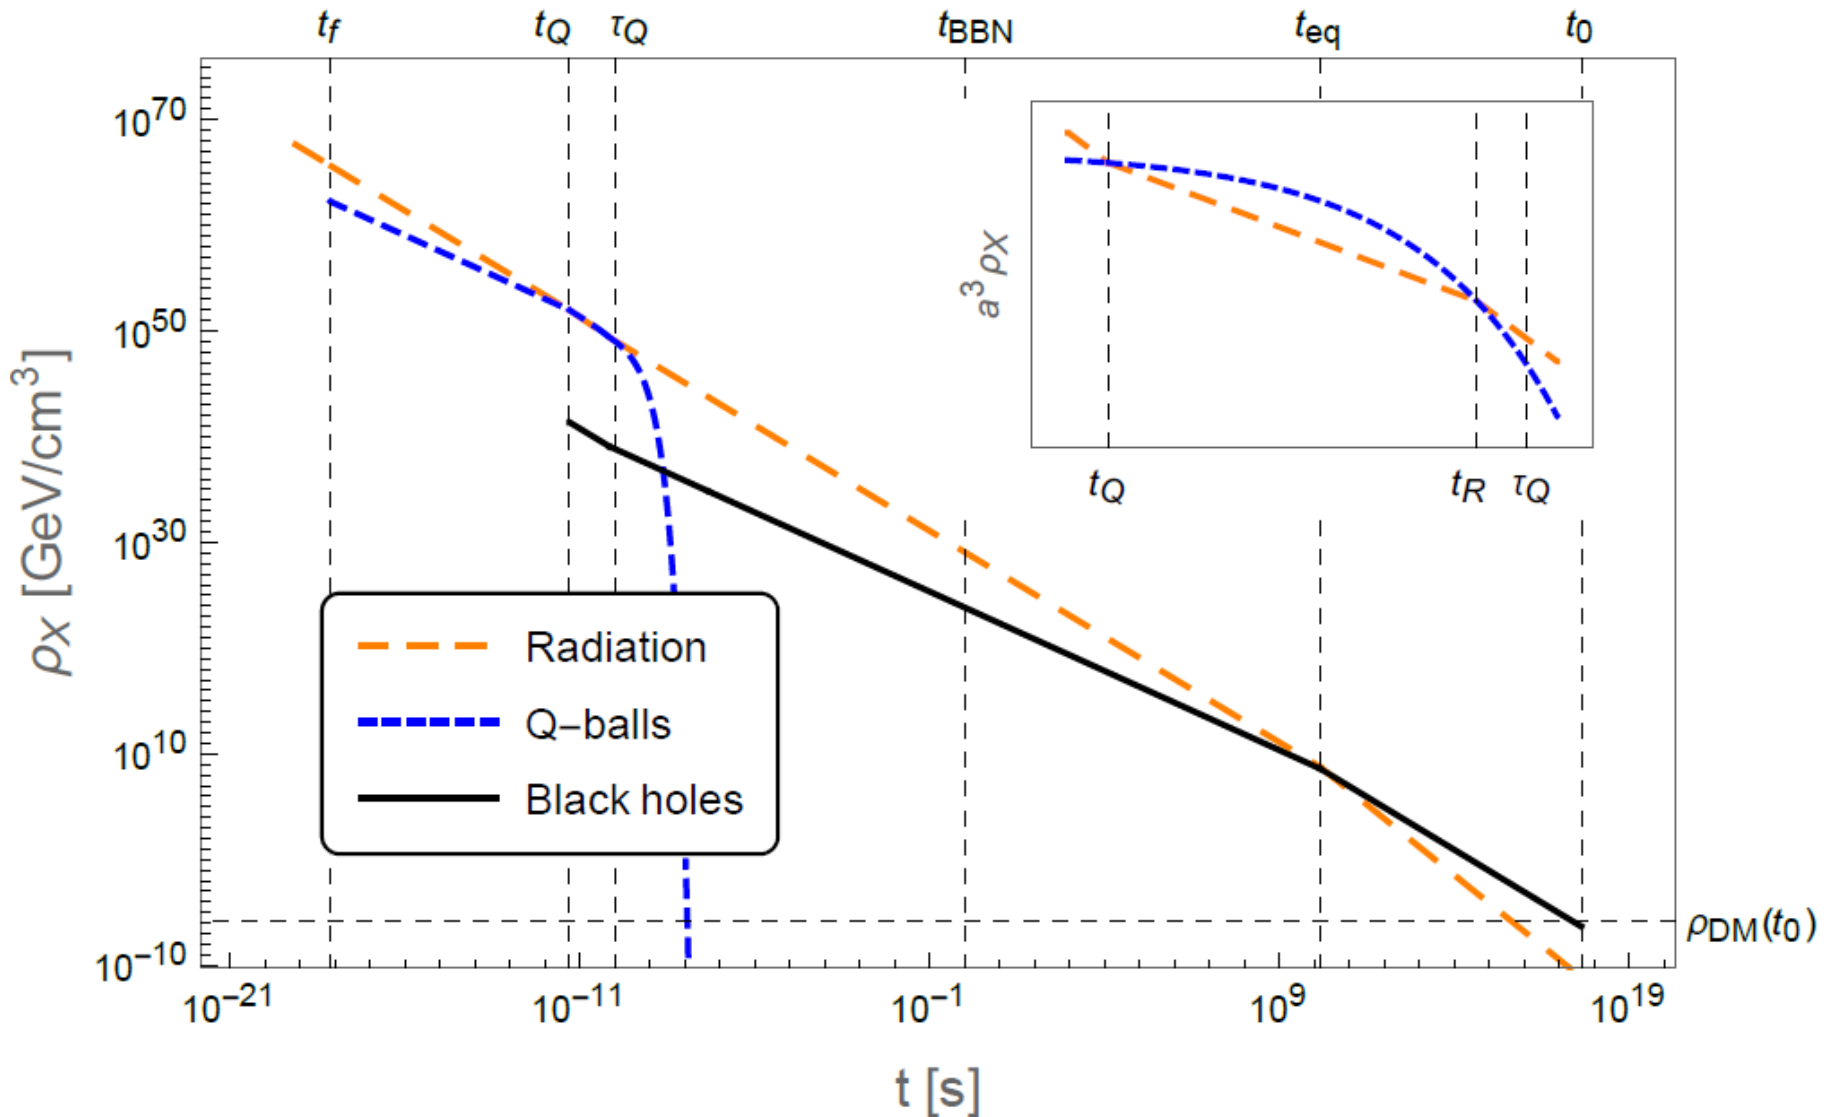 t_f t_Q τ_Q t_BBN t_eq t_0
10^70
10^50
10^30
10^10
10^−10
ρ_X [GeV/cm^3]
a^3 ρ_X
t_Q t_R τ_Q
Radiation
Q−balls
Black holes
ρ_DM(t_0)
10^−21 10^−11 10^−1 10^9 10^19
t [s]